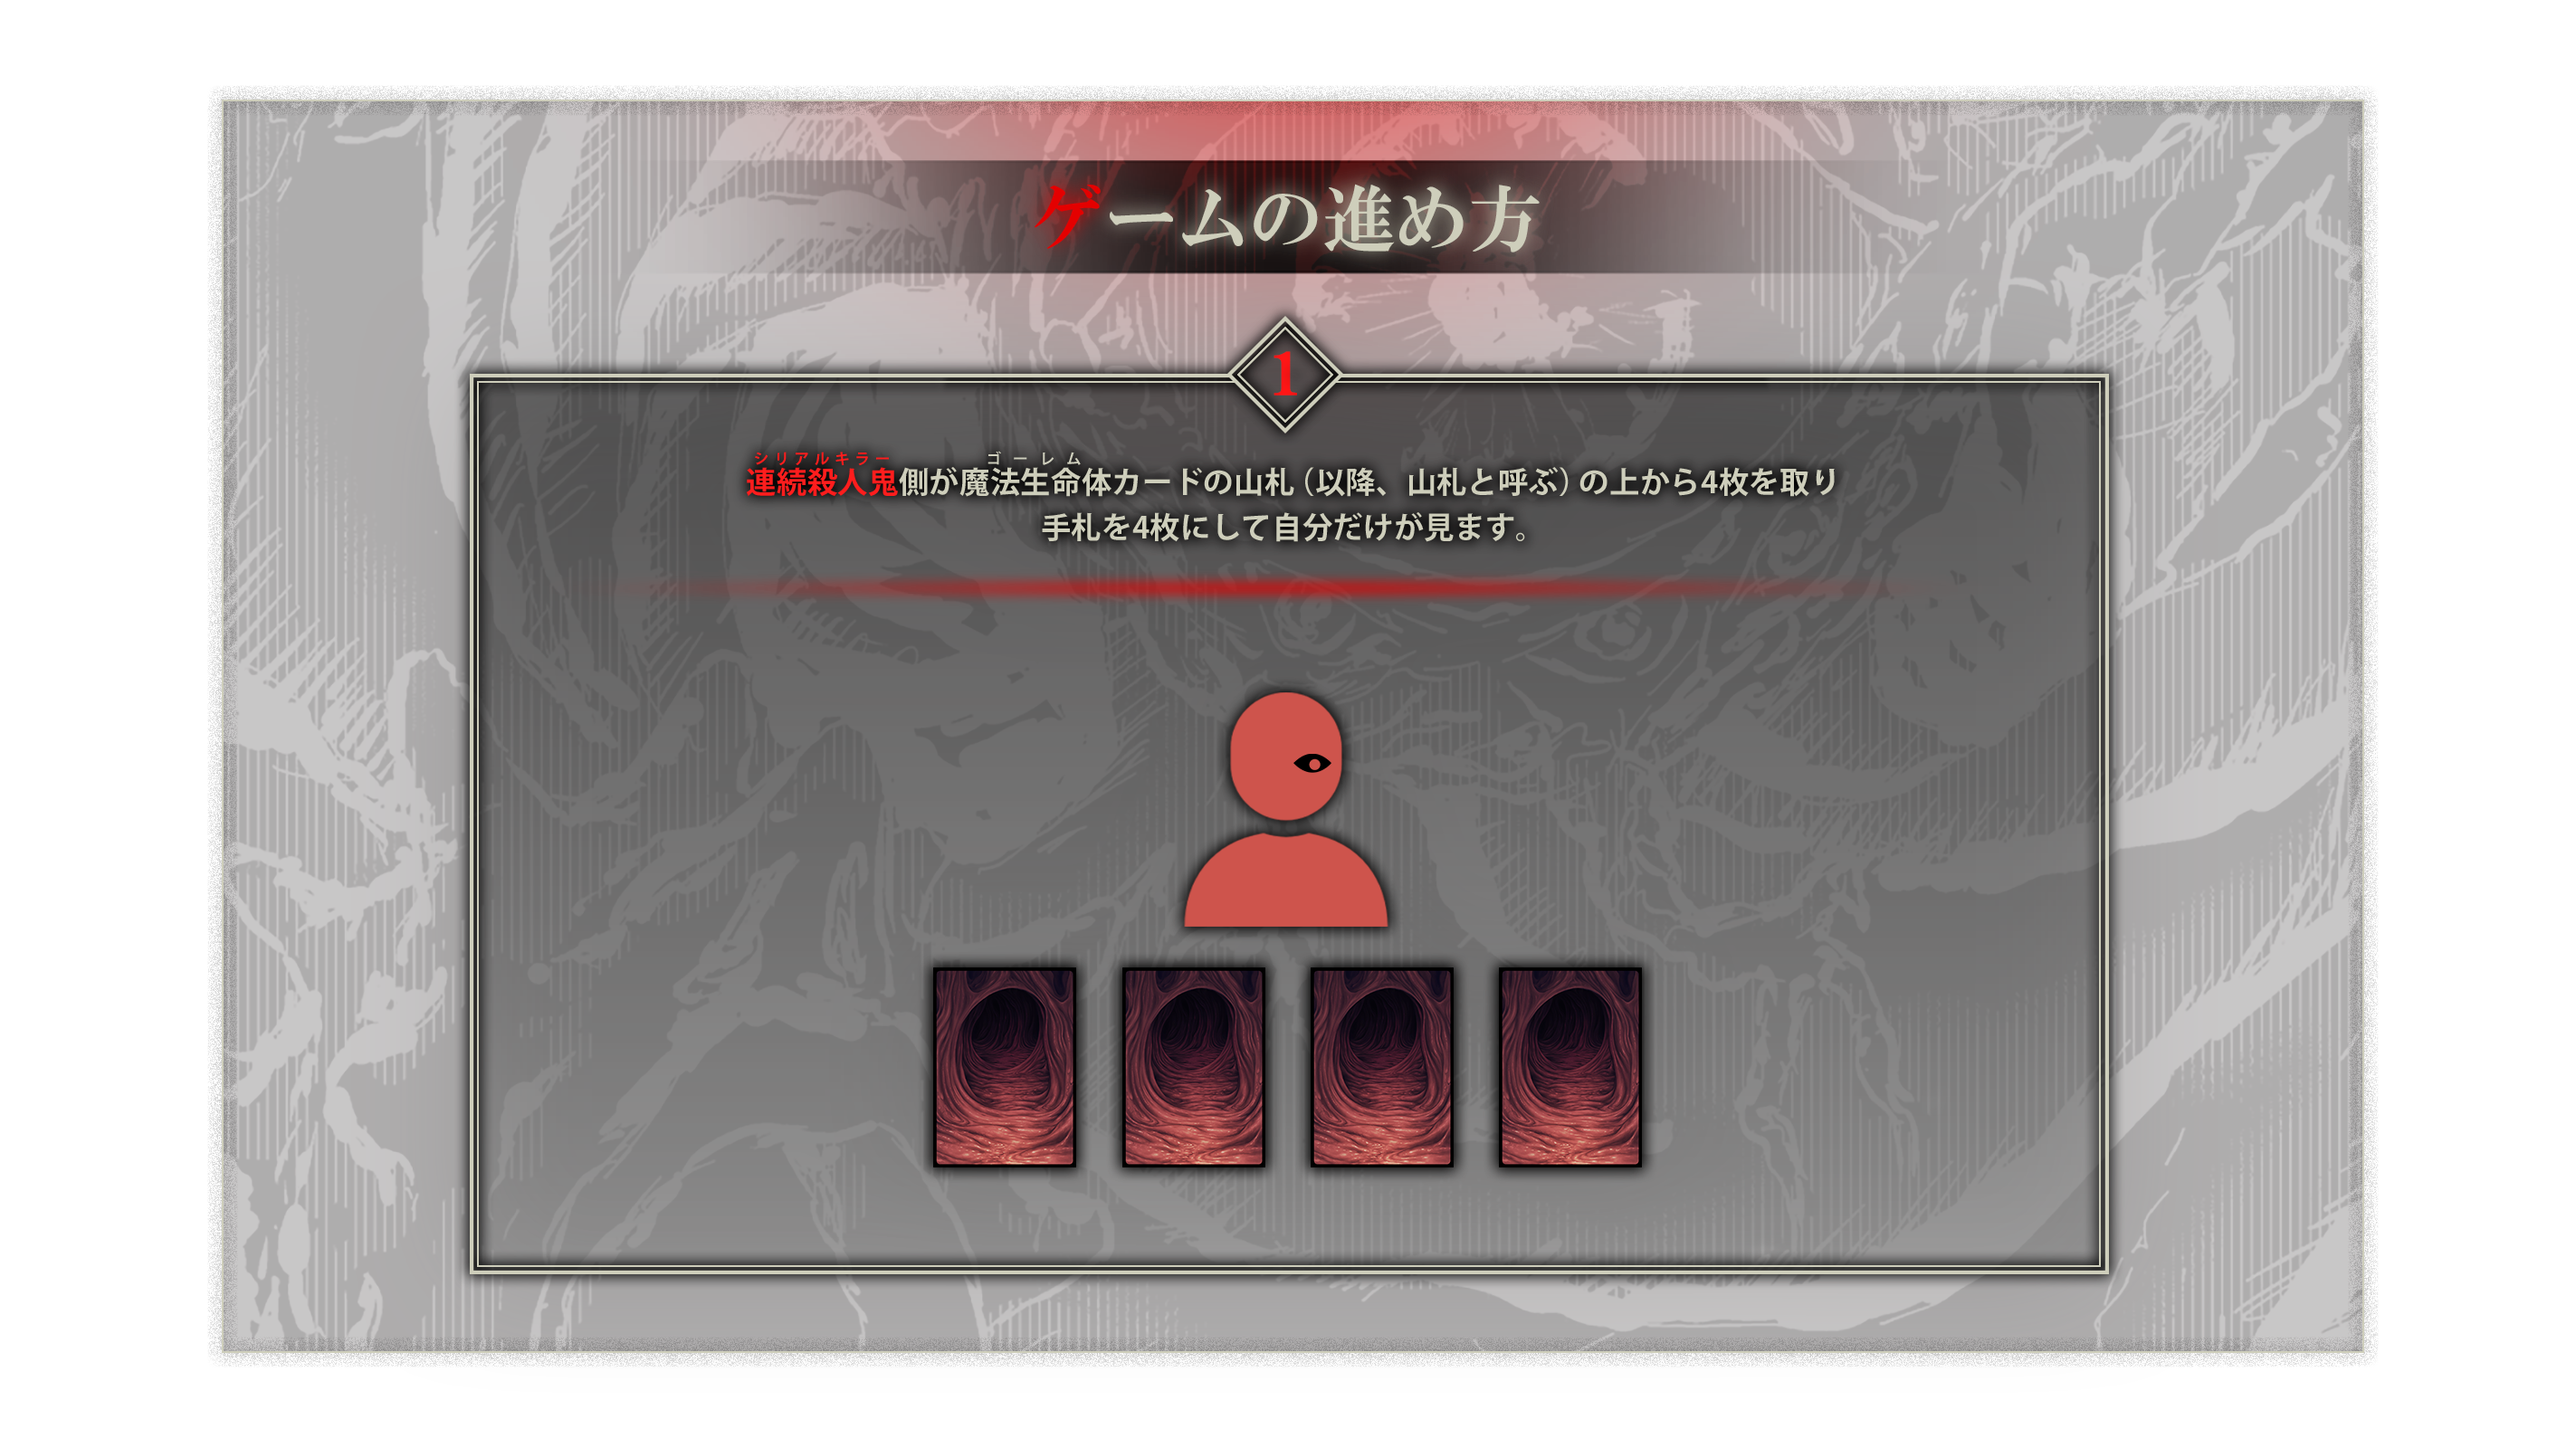 ゲームの進め方
1
シリアルキラー ゴーレム
連続殺人鬼側が魔法生命体カードの山札（以降、山札と呼ぶ）の上から4枚を取り
手札を4枚にして自分だけが見ます。